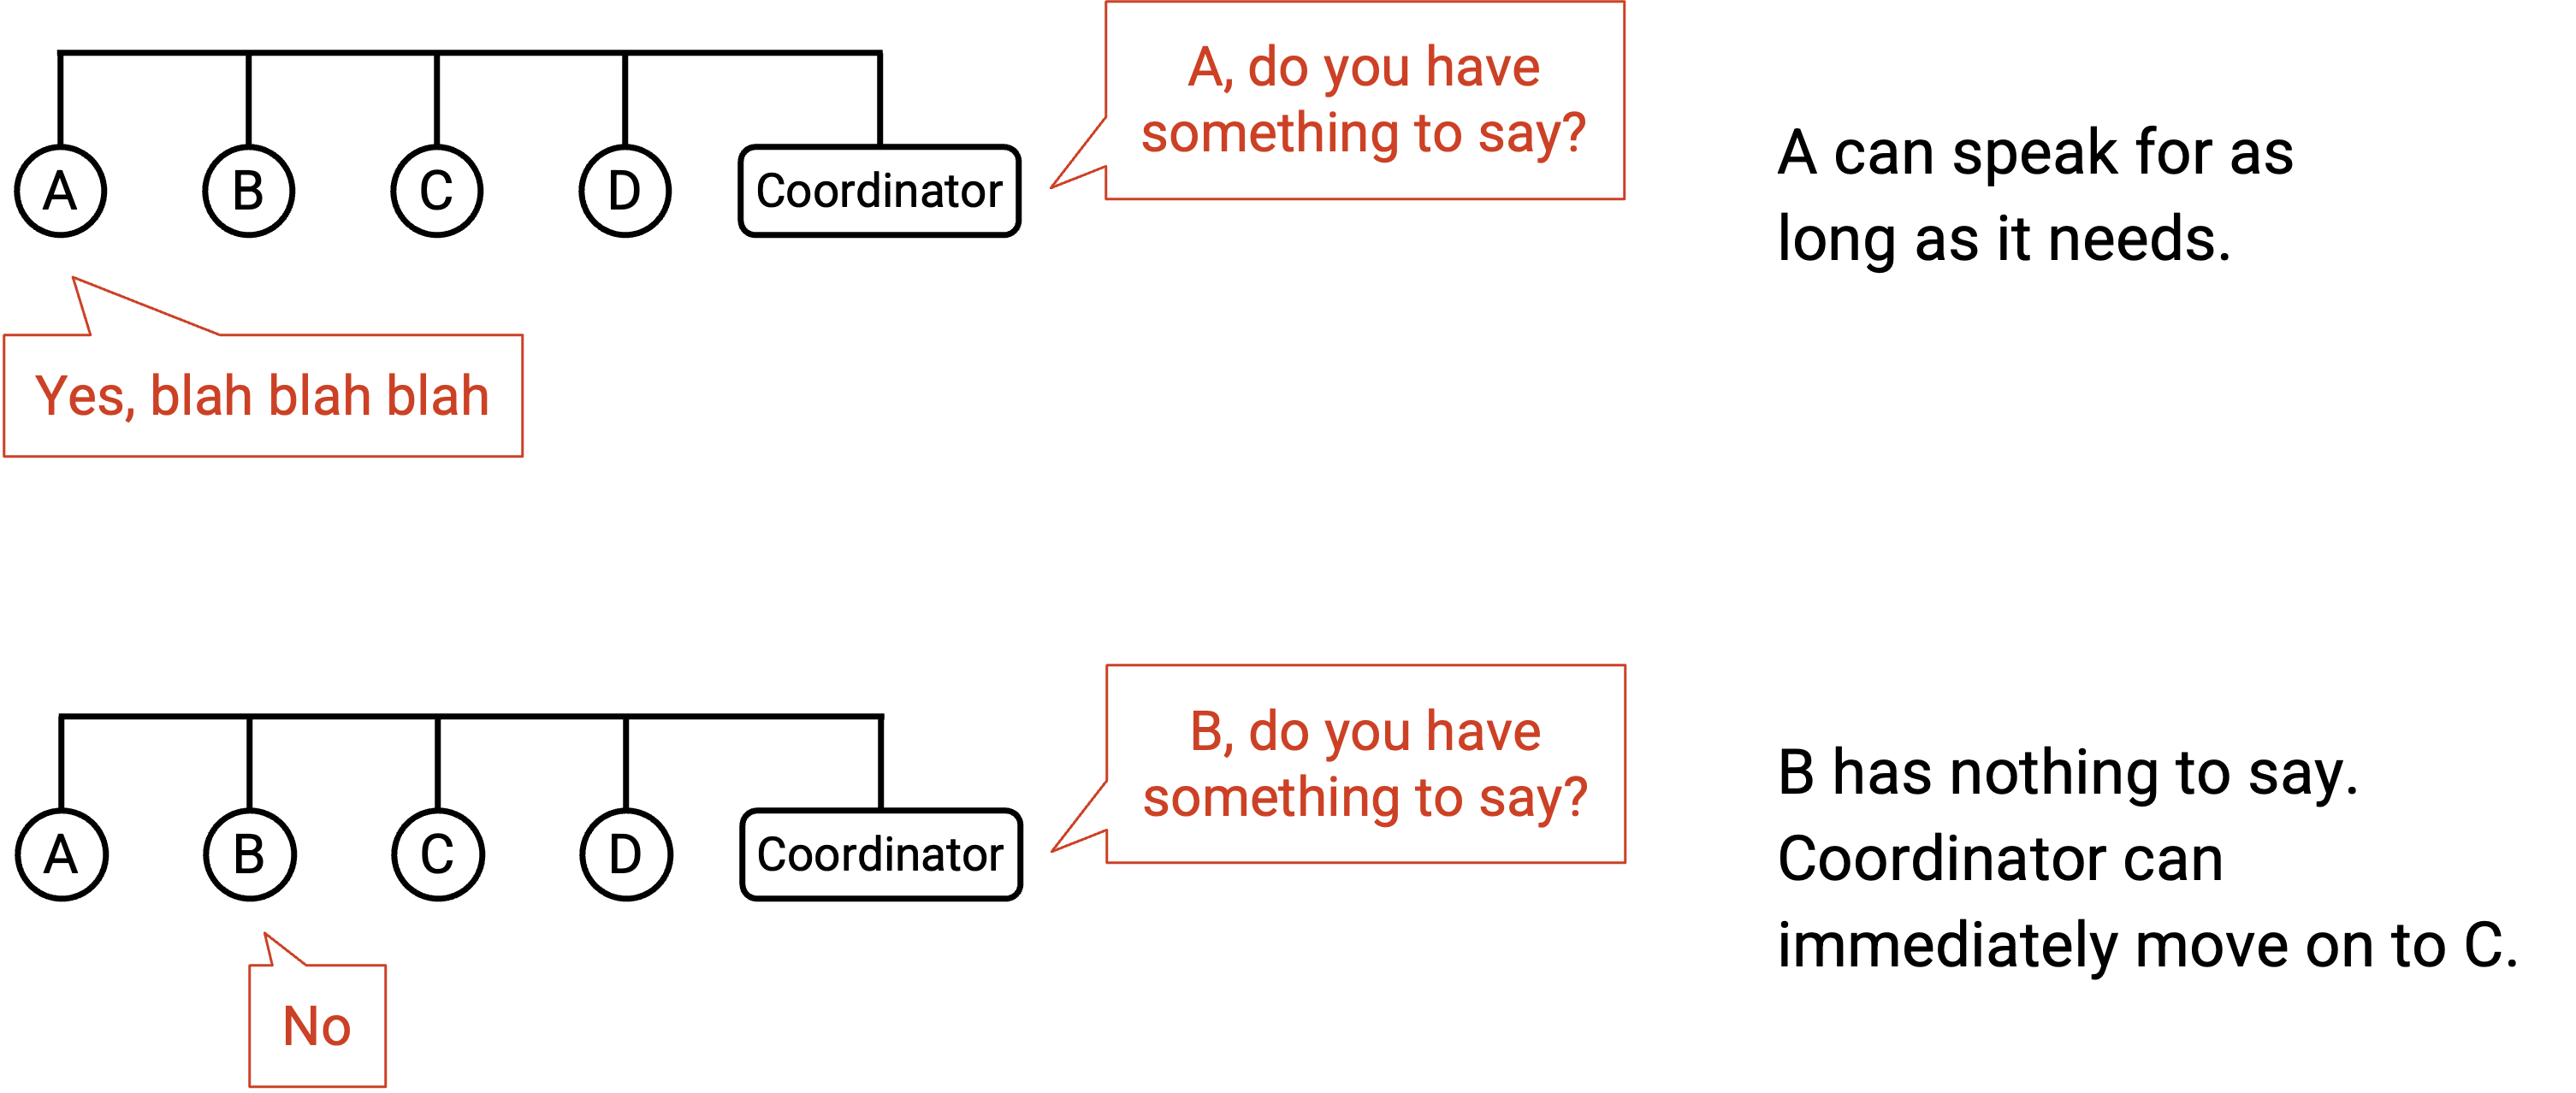 A, do you have
something to say?
A
B
C
D
Coordinator
A can speak for as
long as it needs.
Yes, blah blah blah
B, do you have
something to say?
A
B
C
D
Coordinator
B has nothing to say.
Coordinator can
immediately move on to C.
No